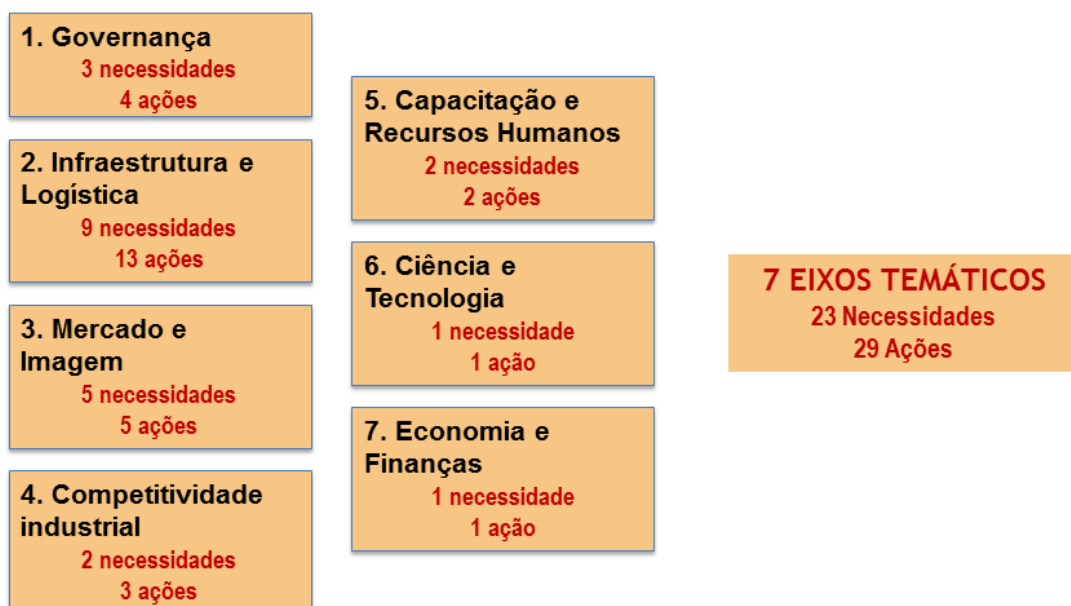 1. Governança
3 necessidades
4 ações
2. Infraestrutura e
Logística
9 necessidades
13 ações
3. Mercado e
Imagem
5 necessidades
5 ações
4. Competitividade
industrial
2 necessidades
3 ações
5. Capacitação e
Recursos Humanos
2 necessidades
2 ações
6. Ciência e
Tecnologia
1 necessidade
1 ação
7. Economia e
Finanças
1 necessidade
1 ação
7 EIXOS TEMÁTICOS
23 Necessidades
29 Ações